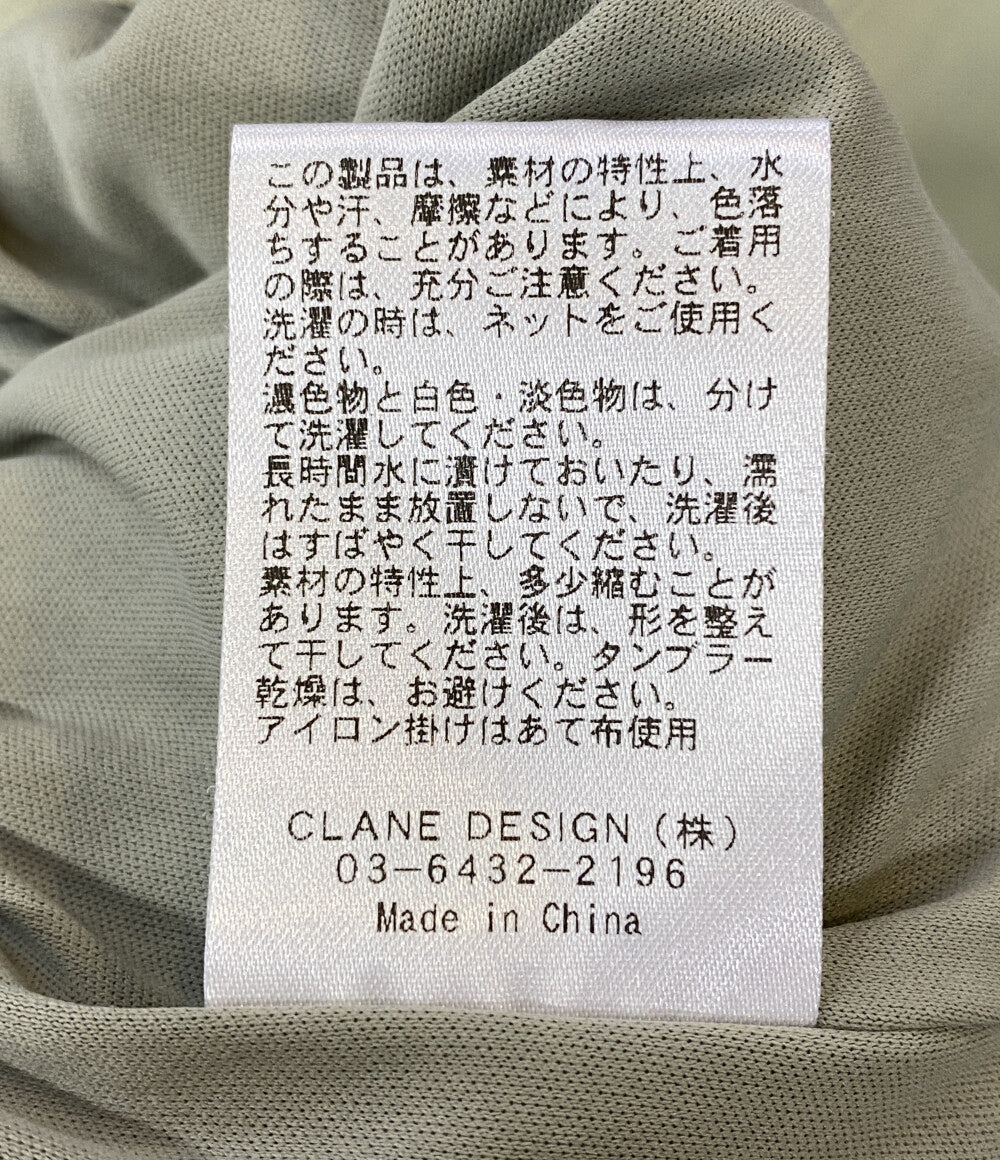 この製品は、素材の特性上、水
分や汗、摩擦などにより、色落
ちすることがあります。ご着用
の際は、充分ご注意ください。
洗濯の時は、ネットをご使用く
ださい。
濃色物と白色・淡色物は、分け
て洗濯してください。
長時間水に漬けておいたり、濡
れたまま放置しないで、洗濯後
はすばやく干してください。
素材の特性上、多少縮むことが
あります。洗濯後は、形を整え
て干してください。タンブラー
乾燥は、お避けください。
アイロン掛けはあて布使用
CLANE DESIGN(株)
03-6432-2196
Made in China